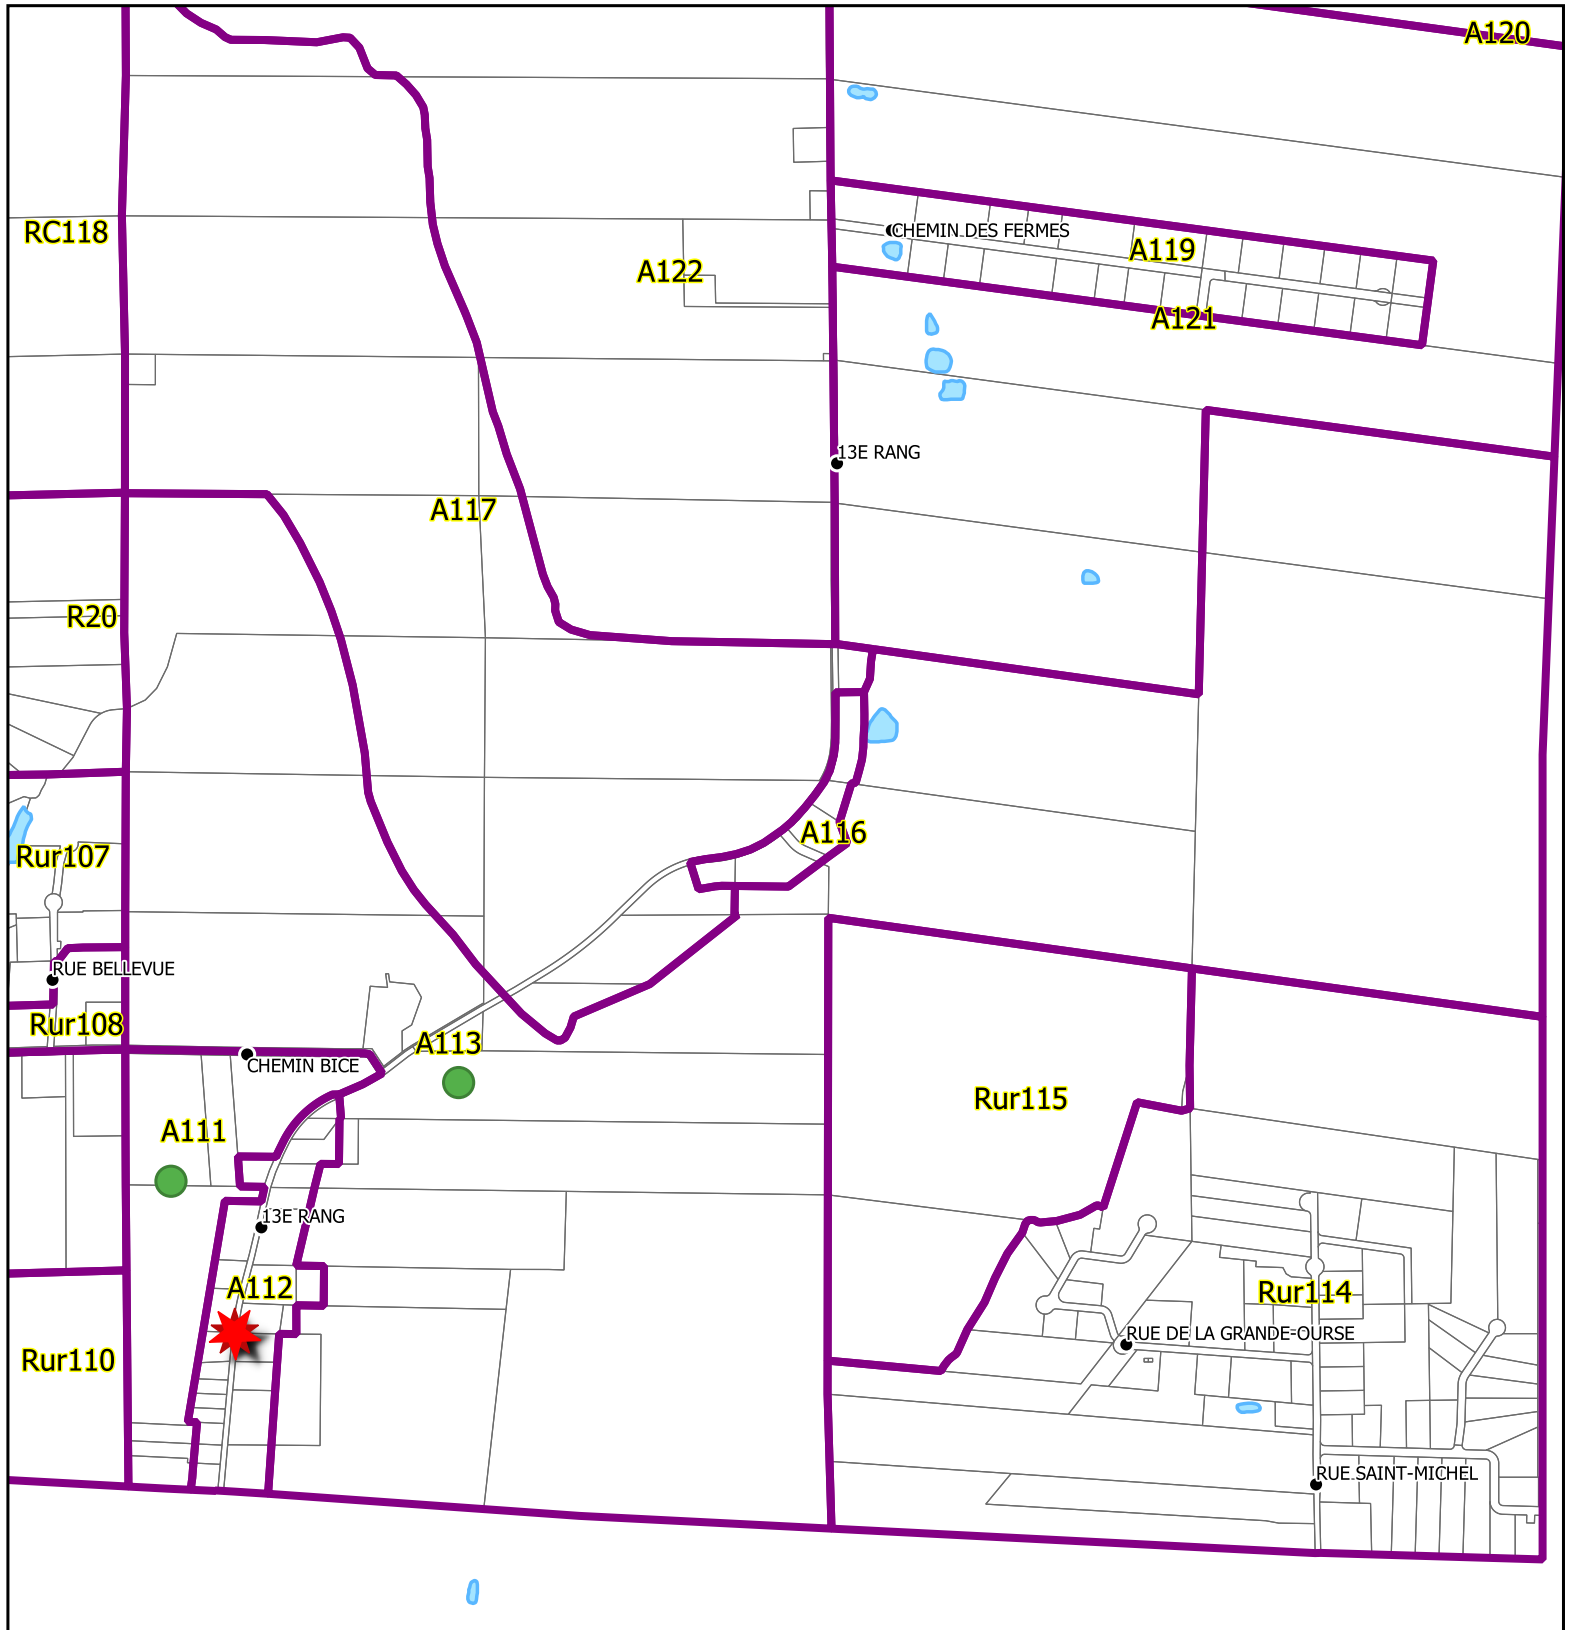 A120
RC118
CHEMIN DES FERMES
A119
A122
A121
13E RANG
A117
R20
A116
Rur107
RUE BELLEVUE
Rur108
A113
CHEMIN BICE
Rur115
A111
13E RANG
A112
Rur114
RUE DE LA GRANDE-OURSE
Rur110
RUE SAINT-MICHEL